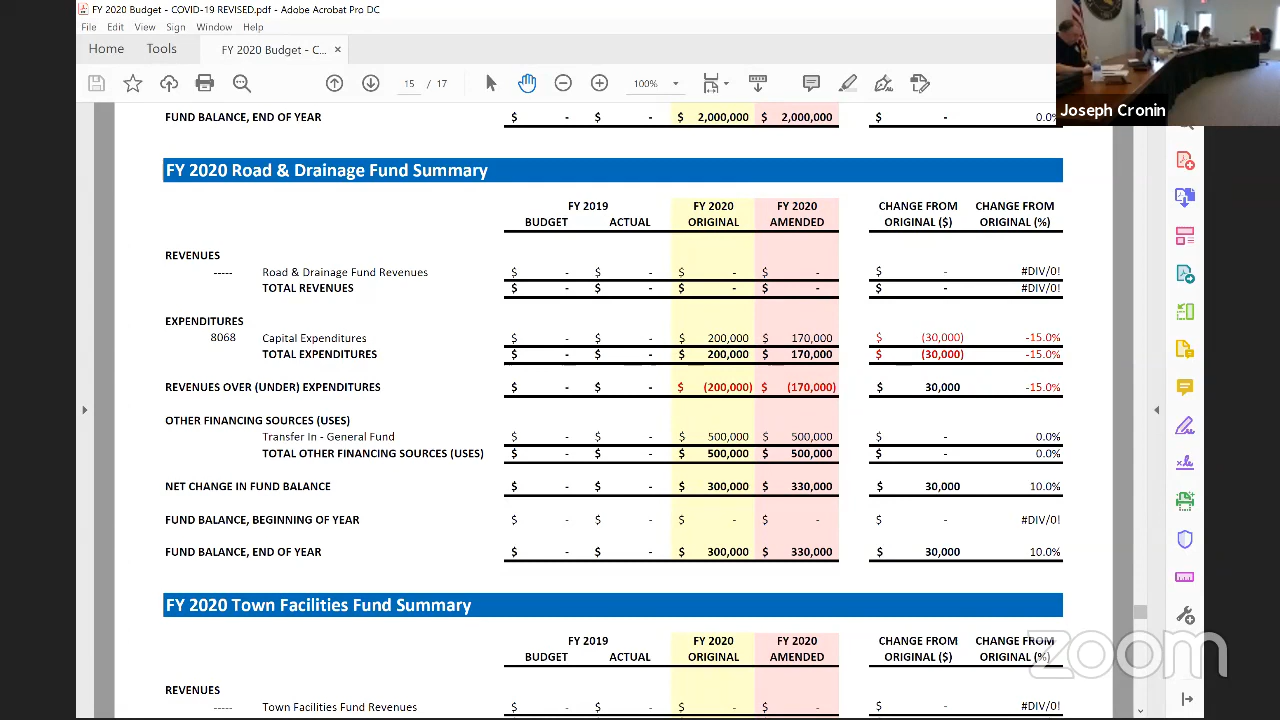 FY 2020 Budget - COVID-19 REVISED.pdf - Adobe Acrobat Pro DC
File Edit View Sign Window Help
Home Tools FY 2020 Budget - C... ×
15 / 17 100%
Joseph Cronin
FUND BALANCE, END OF YEAR $ - $ - $ 2,000,000 $ 2,000,000 $ - 0.0%
FY 2020 Road & Drainage Fund Summary
FY 2019 FY 2020 FY 2020 CHANGE FROM CHANGE FROM
BUDGET ACTUAL ORIGINAL AMENDED ORIGINAL ($) ORIGINAL (%)
REVENUES
----- Road & Drainage Fund Revenues $ - $ - $ - $ - $ - #DIV/0!
TOTAL REVENUES $ - $ - $ - $ - $ - #DIV/0!
EXPENDITURES
8068 Capital Expenditures $ - $ - $ 200,000 $ 170,000 $ (30,000) -15.0%
TOTAL EXPENDITURES $ - $ - $ 200,000 $ 170,000 $ (30,000) -15.0%
REVENUES OVER (UNDER) EXPENDITURES $ - $ - $ (200,000) $ (170,000) $ 30,000 -15.0%
OTHER FINANCING SOURCES (USES)
Transfer In - General Fund $ - $ - $ 500,000 $ 500,000 $ - 0.0%
TOTAL OTHER FINANCING SOURCES (USES) $ - $ - $ 500,000 $ 500,000 $ - 0.0%
NET CHANGE IN FUND BALANCE $ - $ - $ 300,000 $ 330,000 $ 30,000 10.0%
FUND BALANCE, BEGINNING OF YEAR $ - $ - $ - $ - $ - #DIV/0!
FUND BALANCE, END OF YEAR $ - $ - $ 300,000 $ 330,000 $ 30,000 10.0%
FY 2020 Town Facilities Fund Summary
FY 2019 FY 2020 FY 2020 CHANGE FROM CHANGE FROM
BUDGET ACTUAL ORIGINAL AMENDED ORIGINAL ($) ORIGINAL (%)
zoom
REVENUES
----- Town Facilities Fund Revenues $ - $ - $ - $ - $ - #DIV/0!